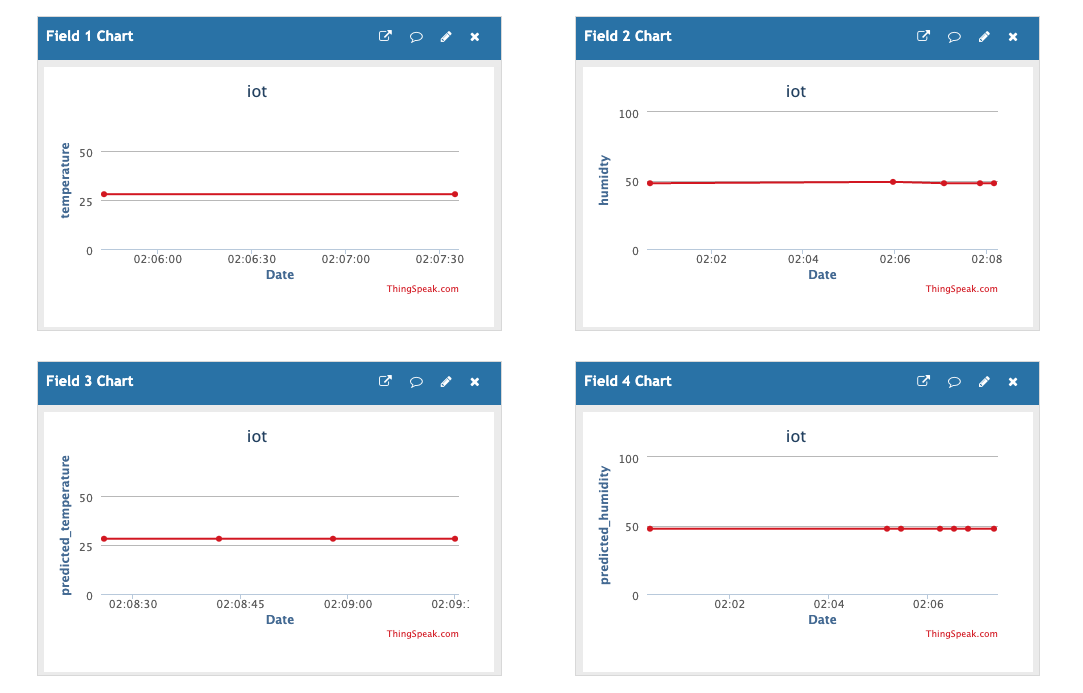 Field 1 Chart
iot
temperature
50
25
0
02:06:00 02:06:30 02:07:00 02:07:30
Date
ThingSpeak.com
Field 2 Chart
iot
humidty
100
50
0
02:02 02:04 02:06 02:08
Date
ThingSpeak.com
Field 3 Chart
iot
predicted_temperature
50
25
0
02:08:30 02:08:45 02:09:00
Date
ThingSpeak.com
Field 4 Chart
iot
predicted_humidity
100
50
0
02:02 02:04 02:06
Date
ThingSpeak.com